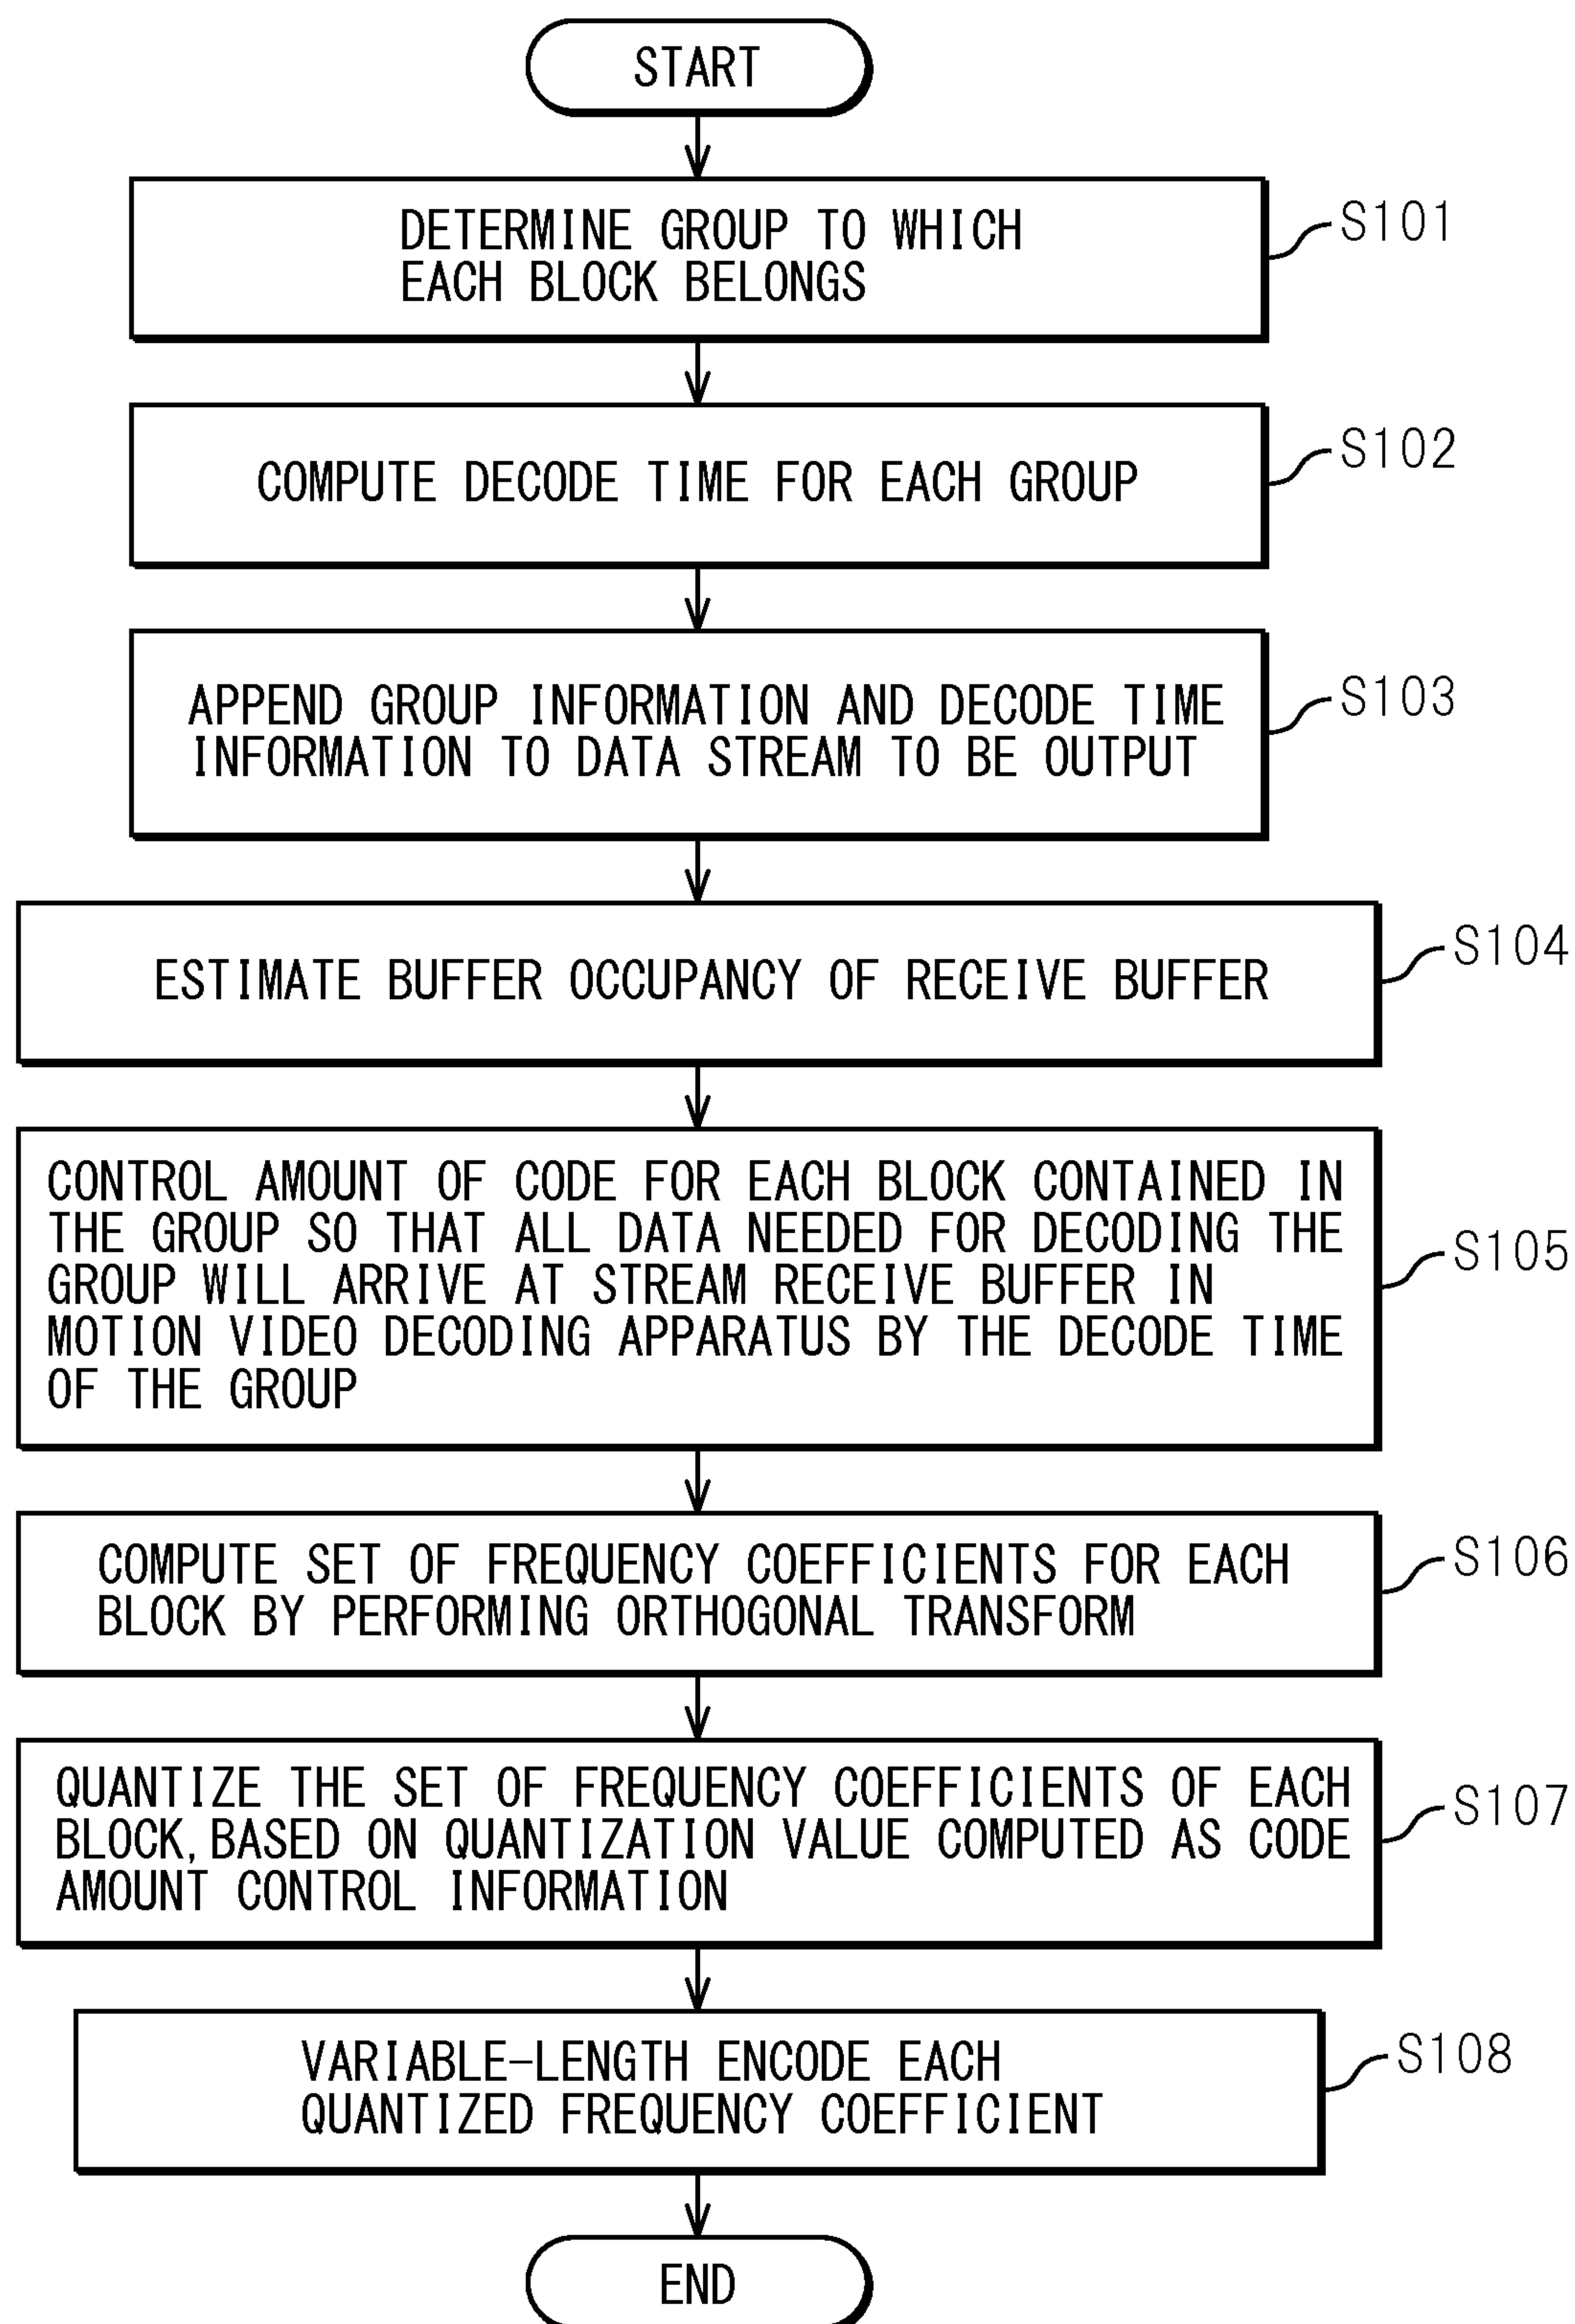 START
DETERMINE GROUP TO WHICH
EACH BLOCK BELONGS
S101
COMPUTE DECODE TIME FOR EACH GROUP
S102
APPEND GROUP INFORMATION AND DECODE TIME
INFORMATION TO DATA STREAM TO BE OUTPUT
S103
ESTIMATE BUFFER OCCUPANCY OF RECEIVE BUFFER
S104
CONTROL AMOUNT OF CODE FOR EACH BLOCK CONTAINED IN
THE GROUP SO THAT ALL DATA NEEDED FOR DECODING THE
GROUP WILL ARRIVE AT STREAM RECEIVE BUFFER IN
MOTION VIDEO DECODING APPARATUS BY THE DECODE TIME
OF THE GROUP
S105
COMPUTE SET OF FREQUENCY COEFFICIENTS FOR EACH
BLOCK BY PERFORMING ORTHOGONAL TRANSFORM
S106
QUANTIZE THE SET OF FREQUENCY COEFFICIENTS OF EACH
BLOCK, BASED ON QUANTIZATION VALUE COMPUTED AS CODE
AMOUNT CONTROL INFORMATION
S107
VARIABLE-LENGTH ENCODE EACH
QUANTIZED FREQUENCY COEFFICIENT
S108
END